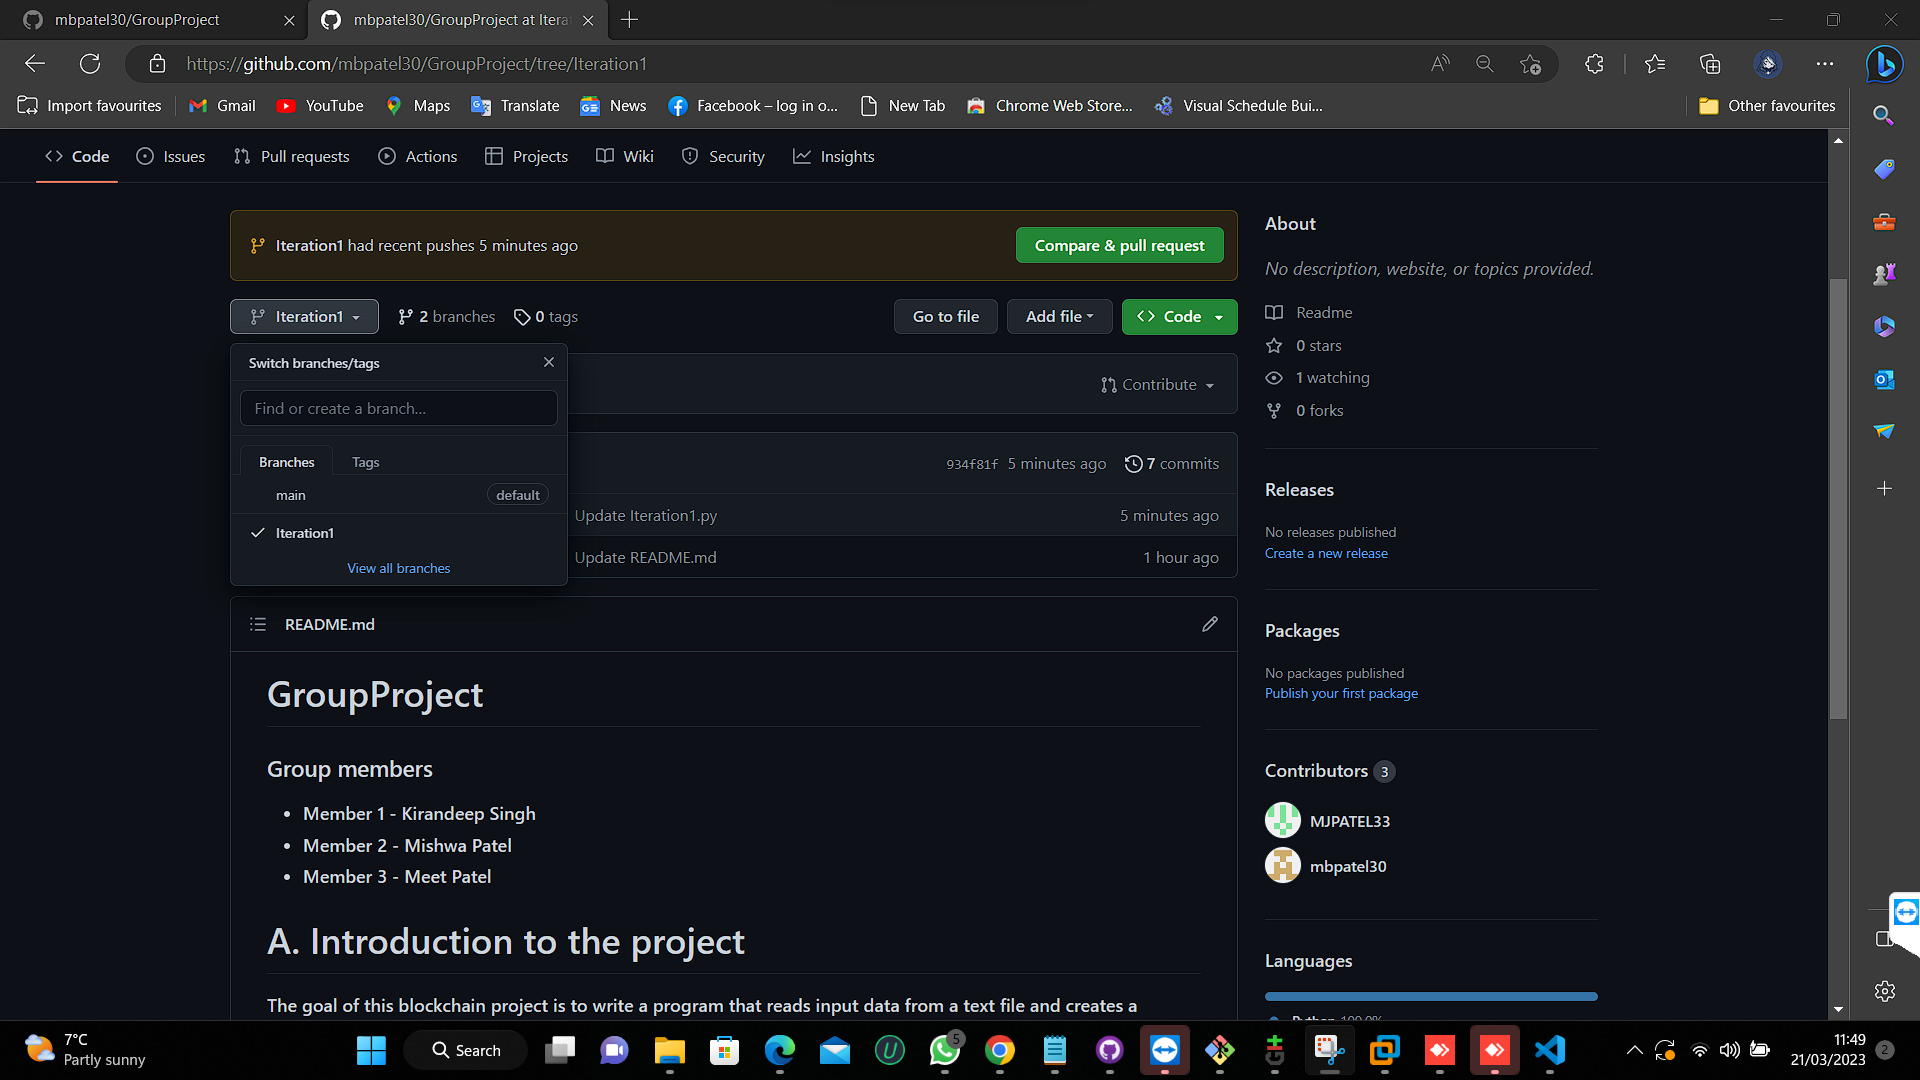 mbpatel30/GroupProject
mbpatel30/GroupProject at Itera
https://github.com/mbpatel30/GroupProject/tree/Iteration1
Import favourites
Gmail
YouTube
Maps
Translate
News
Facebook – log in o...
New Tab
Chrome Web Store...
Visual Schedule Bui...
Other favourites
Code
Issues
Pull requests
Actions
Projects
Wiki
Security
Insights
Iteration1 had recent pushes 5 minutes ago
Compare & pull request
Iteration1
2 branches
0 tags
Go to file
Add file
Code
Switch branches/tags
Find or create a branch...
Branches
Tags
main
default
Iteration1
View all branches
Contribute
934f81f 5 minutes ago
7 commits
Update Iteration1.py
5 minutes ago
Update README.md
1 hour ago
README.md
GroupProject
Group members
• Member 1 - Kirandeep Singh
• Member 2 - Mishwa Patel
• Member 3 - Meet Patel
A. Introduction to the project
The goal of this blockchain project is to write a program that reads input data from a text file and creates a
About
No description, website, or topics provided.
Readme
0 stars
1 watching
0 forks
Releases
No releases published
Create a new release
Packages
No packages published
Publish your first package
Contributors 3
MJPATEL33
mbpatel30
Languages
Python 100.0%
7°C
Partly sunny
Search
5
11:49
21/03/2023
2